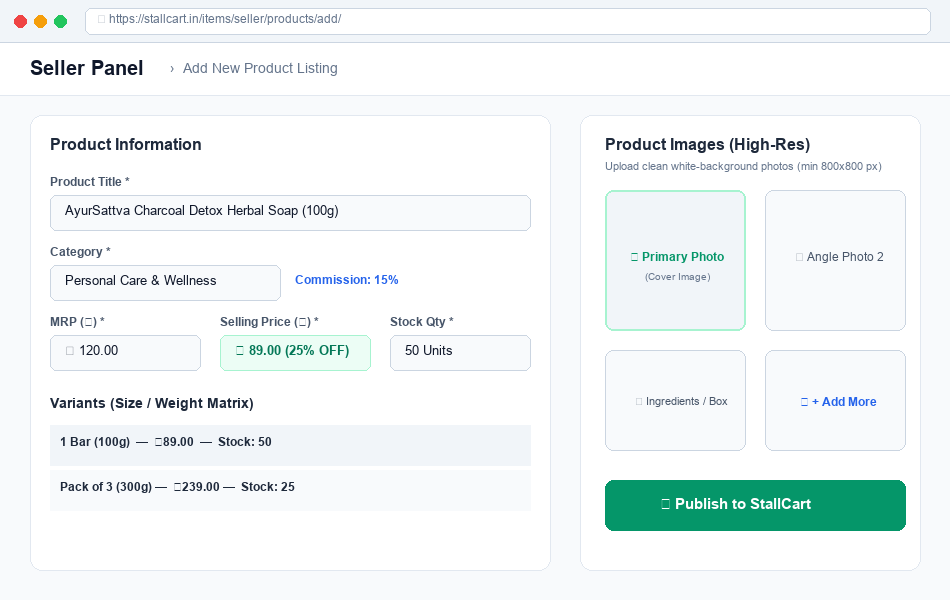 https://stallcart.in/items/seller/products/add/
Seller Panel › Add New Product Listing
Product Information
Product Title *
AyurSattva Charcoal Detox Herbal Soap (100g)
Category *
Personal Care & Wellness
Commission: 15%
MRP (▯) *
Selling Price (▯) *
Stock Qty *
▯ 120.00
▯ 89.00 (25% OFF)
50 Units
Variants (Size / Weight Matrix)
1 Bar (100g) — ▯89.00 — Stock: 50
Pack of 3 (300g) — ▯239.00 — Stock: 25
Product Images (High-Res)
Upload clean white-background photos (min 800x800 px)
▯ Primary Photo
(Cover Image)
▯ Angle Photo 2
▯ Ingredients / Box
▯ + Add More
▯ Publish to StallCart